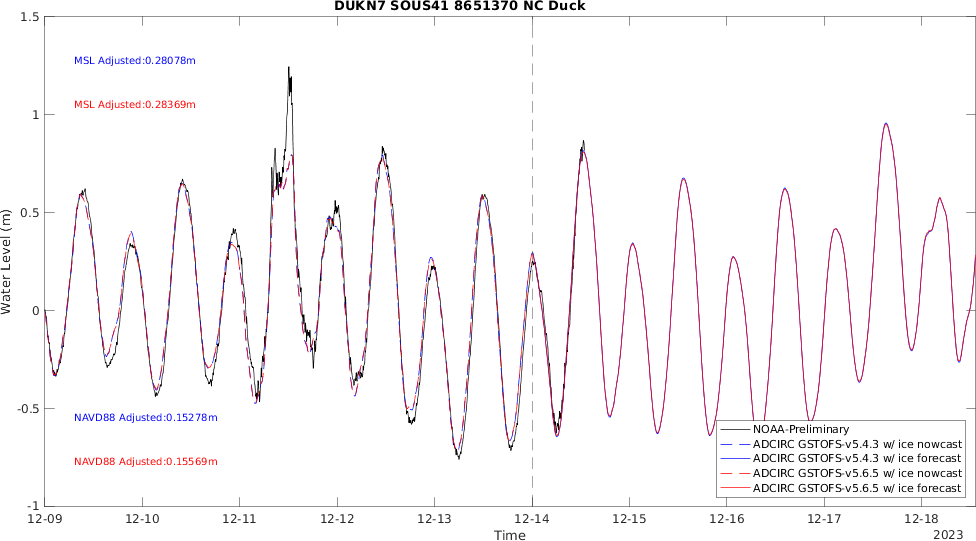 DUKN7 SOUS41 8651370 NC Duck
1.5
MSL Adjusted:0.28078m
MSL Adjusted:0.28369m
1
0.5
Water Level (m)
0
-0.5
NAVD88 Adjusted:0.15278m
NAVD88 Adjusted:0.15569m
NOAA-Preliminary
ADCIRC GSTOFS-v5.4.3 w/ ice nowcast
ADCIRC GSTOFS-v5.4.3 w/ ice forecast
ADCIRC GSTOFS-v5.6.5 w/ ice nowcast
ADCIRC GSTOFS-v5.6.5 w/ ice forecast
-1
12-09 12-10 12-11 12-12 12-13 12-14 12-15 12-16 12-17 12-18
Time
2023